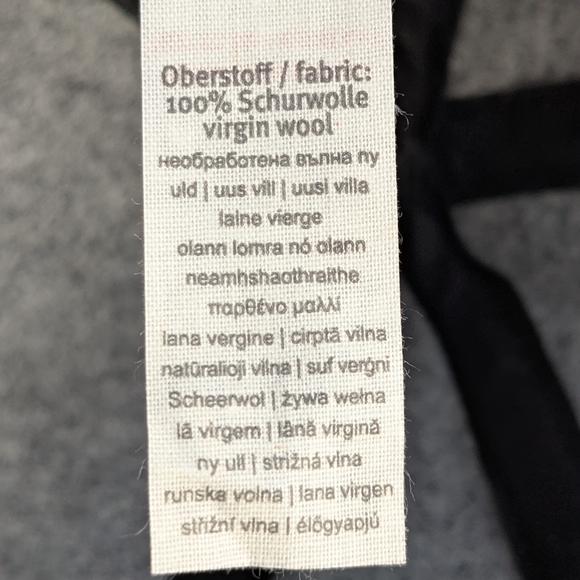 Oberstoff / fabric:
100% Schurwolle
virgin wool
необработена вълна ny
uld | uus vill | uusi villa
laine vierge
olann lomra nó olann
neamhshaothraithe
παρθένο μαλλί
lana vergine | cirptā vilna
natūralioji vilna | suf verġni
Scheerwol | żywa wełna
lã virgem | lână virgină
ny ull | strižná vlna
runska volna | lana virgen
střižní vlna | élőgyapjú